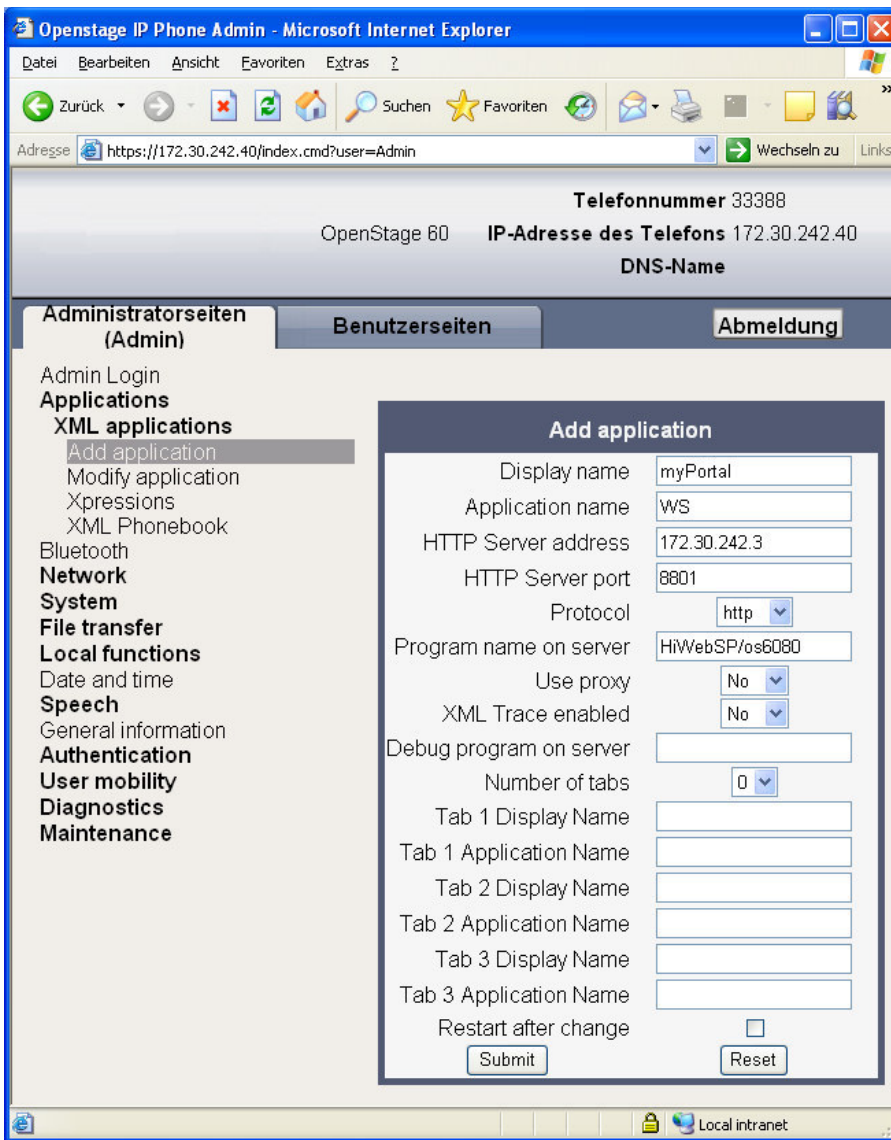 Openstage IP Phone Admin - Microsoft Internet Explorer
Datei Bearbeiten Ansicht Favoriten Extras ?
Zurück Suchen Favoriten »
Adresse https://172.30.242.40/index.cmd?user=Admin Wechseln zu Links
Telefonnummer 33388
OpenStage 60 IP-Adresse des Telefons 172.30.242.40
DNS-Name
Administratorseiten
(Admin)
Benutzerseiten
Abmeldung
Admin Login
Applications
XML applications
Add application
Modify application
Xpressions
XML Phonebook
Bluetooth
Network
System
File transfer
Local functions
Date and time
Speech
General information
Authentication
User mobility
Diagnostics
Maintenance
Add application
Display name myPortal
Application name WS
HTTP Server address 172.30.242.3
HTTP Server port 8801
Protocol http
Program name on server HiWebSP/os6080
Use proxy No
XML Trace enabled No
Debug program on server
Number of tabs 0
Tab 1 Display Name
Tab 1 Application Name
Tab 2 Display Name
Tab 2 Application Name
Tab 3 Display Name
Tab 3 Application Name
Restart after change
Submit Reset
Local intranet